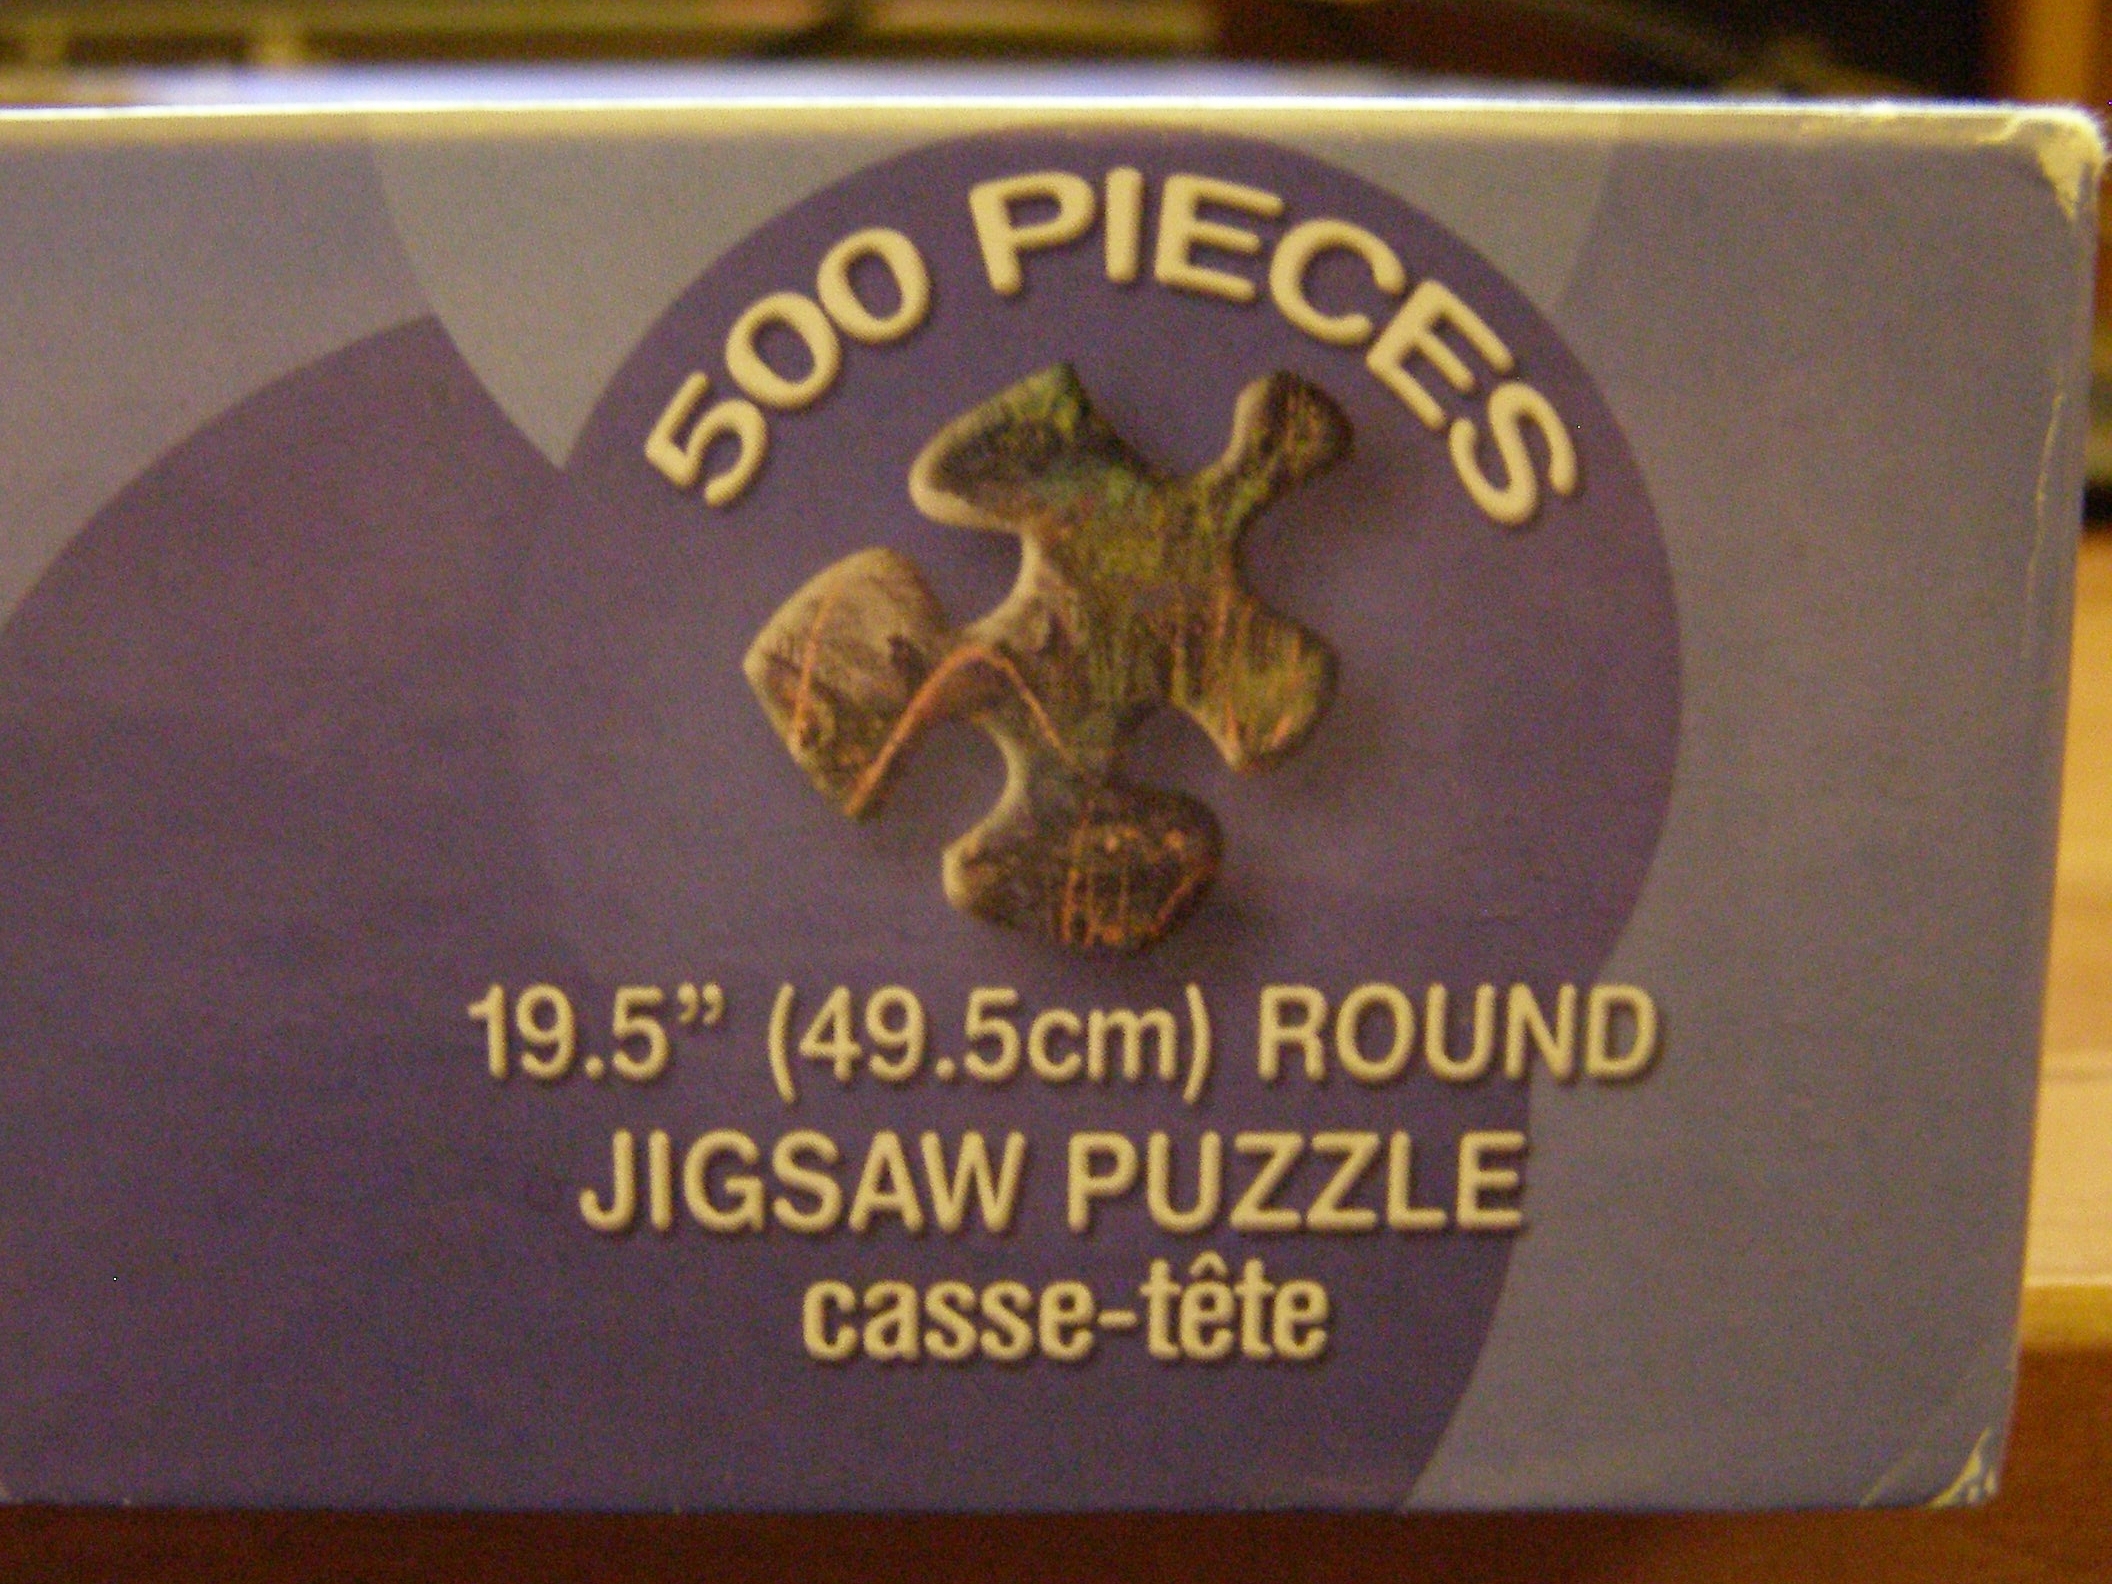 500 PIECES
19.5” (49.5cm) ROUND
JIGSAW PUZZLE
casse-tête